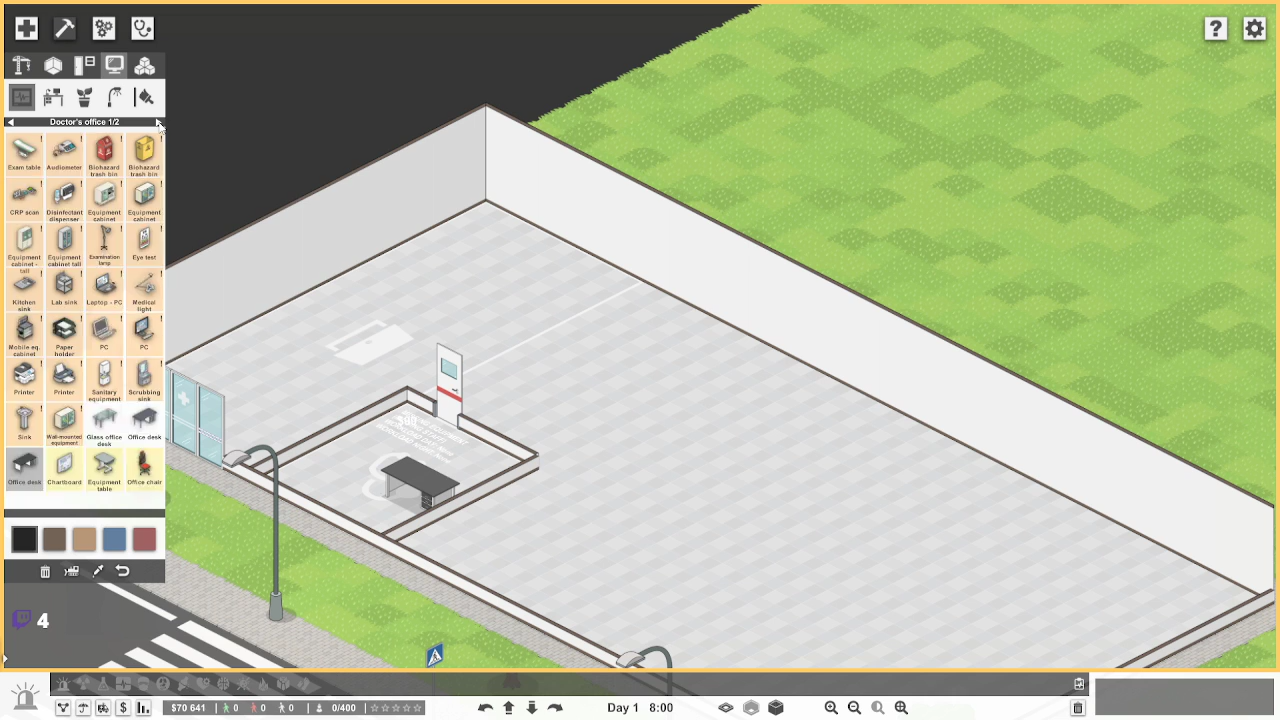 Doctor's office 1/2
Exam table
Audiometer
Biohazard trash bin
Biohazard trash bin
CRP scan
Disinfectant dispenser
Equipment cabinet
Equipment cabinet
Equipment cabinet - tall
Equipment cabinet tall
Examination lamp
Eye test
Kitchen sink
Lab sink
Laptop - PC
Medical light
Mobile eq. cabinet
Paper holder
PC
PC
Printer
Printer
Sanitary equipment
Scrubbing sink
Sink
Wall-mounted equipment
Glass office desk
Office desk
Office desk
Chartboard
Equipment table
Office chair
4
$70 641
0
0
0
0/400
Day 1 8:00
?